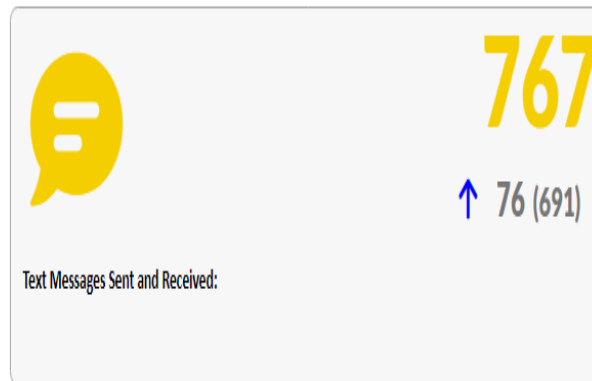 767
↑ 76 (691)
Text Messages Sent and Received: